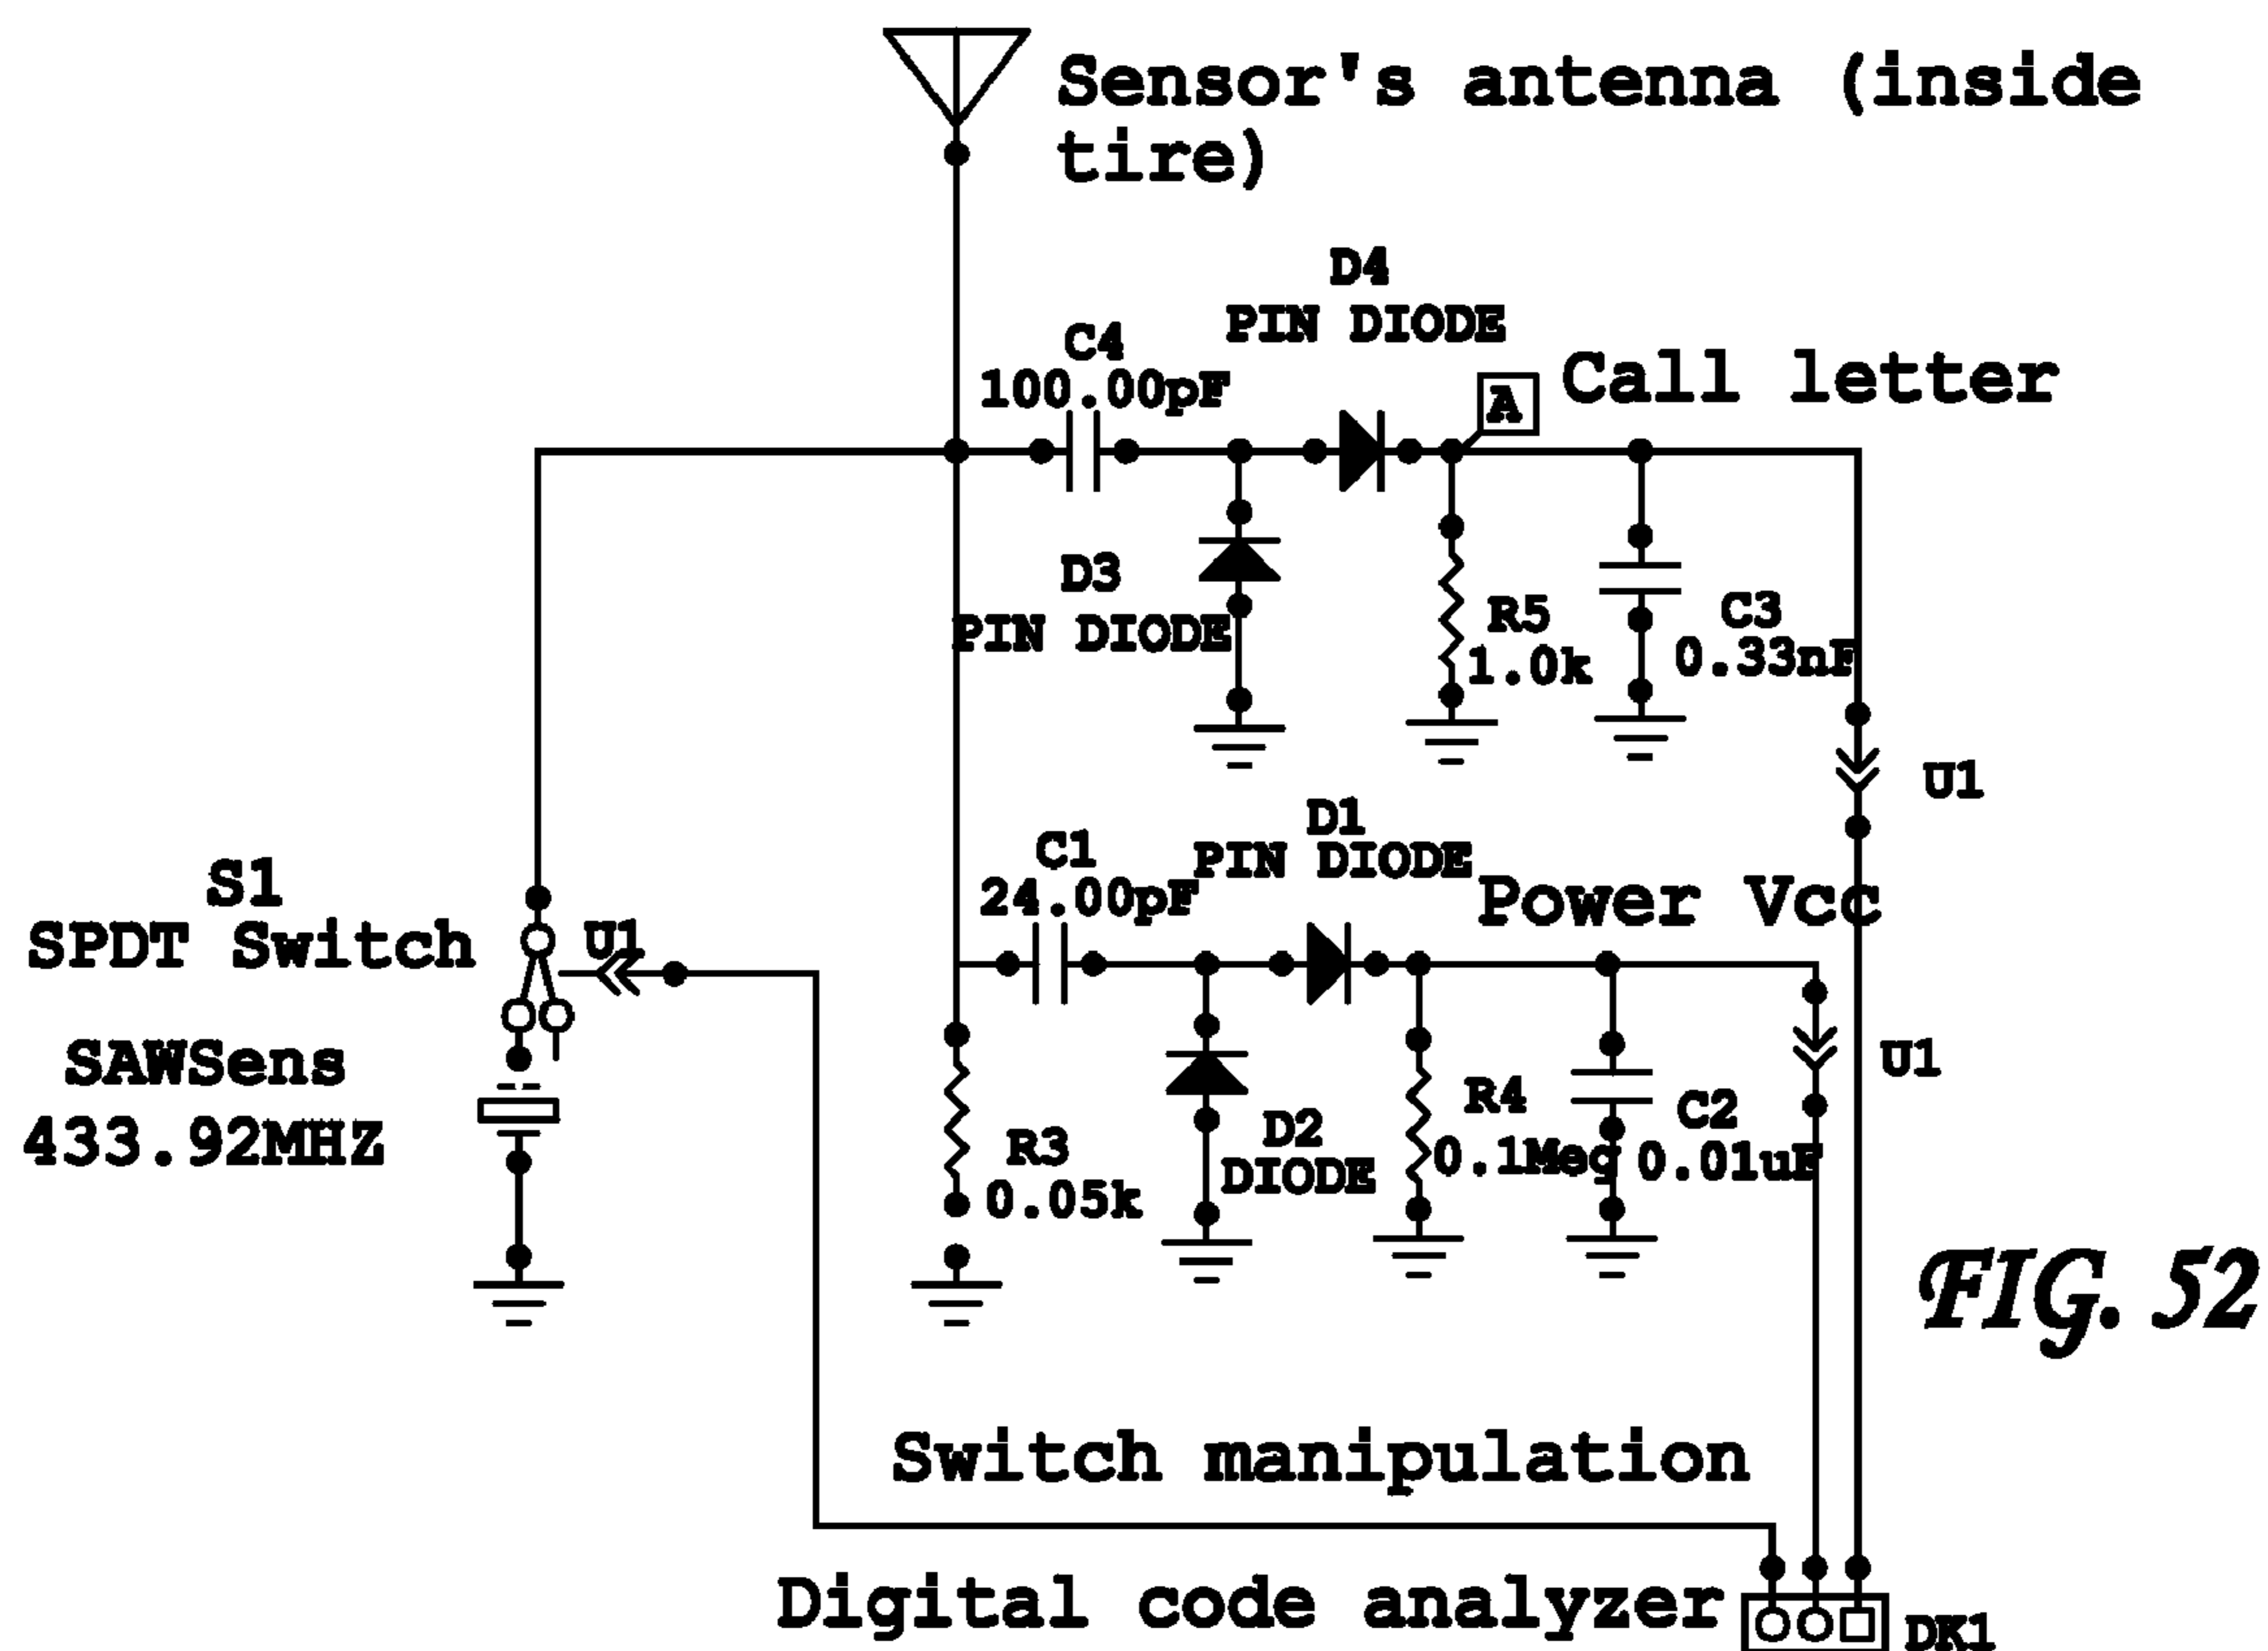 Sensor's antenna (inside
tire)
D4
PIN DIODE
C4
100.00pF
A
Call letter
D3
PIN DIODE
R5
1.0k
C3
0.33nF
U1
D1
PIN DIODE
C1
24.00pF
Power Vcc
S1
SPDT Switch
U1
SAWSens
433.92MHZ
U1
R3
0.05k
D2
DIODE
R4
0.1Meg
C2
0.01uF
FIG. 52
Switch manipulation
Digital code analyzer
DK1